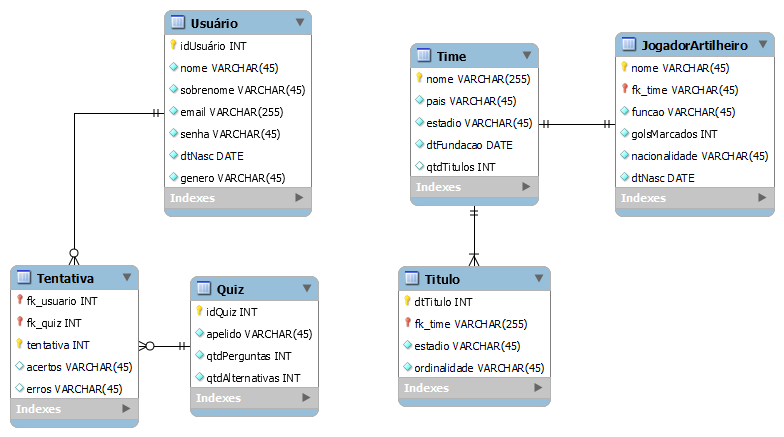 Usuário
idUsuário INT
nome VARCHAR(45)
sobrenome VARCHAR(45)
email VARCHAR(255)
senha VARCHAR(45)
dtNasc DATE
genero VARCHAR(45)
Indexes
Time
nome VARCHAR(255)
pais VARCHAR(45)
estadio VARCHAR(45)
dtFundacao DATE
qtdTitulos INT
Indexes
JogadorArtilheiro
nome VARCHAR(45)
fk_time VARCHAR(45)
funcao VARCHAR(45)
golsMarcados INT
nacionalidade VARCHAR(45)
dtNasc DATE
Indexes
Tentativa
fk_usuario INT
fk_quiz INT
tentativa INT
acertos VARCHAR(45)
erros VARCHAR(45)
Indexes
Quiz
idQuiz INT
apelido VARCHAR(45)
qtdPerguntas INT
qtdAlternativas INT
Indexes
Titulo
dtTitulo INT
fk_time VARCHAR(255)
estadio VARCHAR(45)
ordinalidade VARCHAR(45)
Indexes